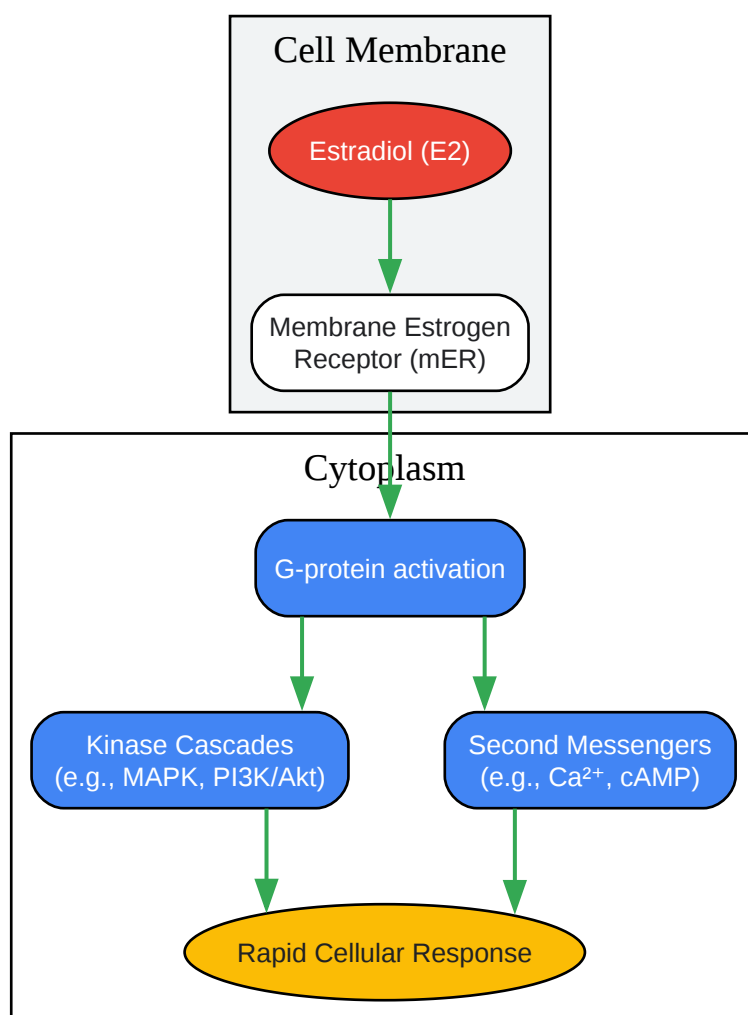 Cell Membrane
Estradiol (E2)
Membrane Estrogen
Receptor (mER)
Cytoplasm
G-protein activation
Kinase Cascades
(e.g., MAPK, PI3K/Akt)
Second Messengers
(e.g., Ca²⁺, cAMP)
Rapid Cellular Response